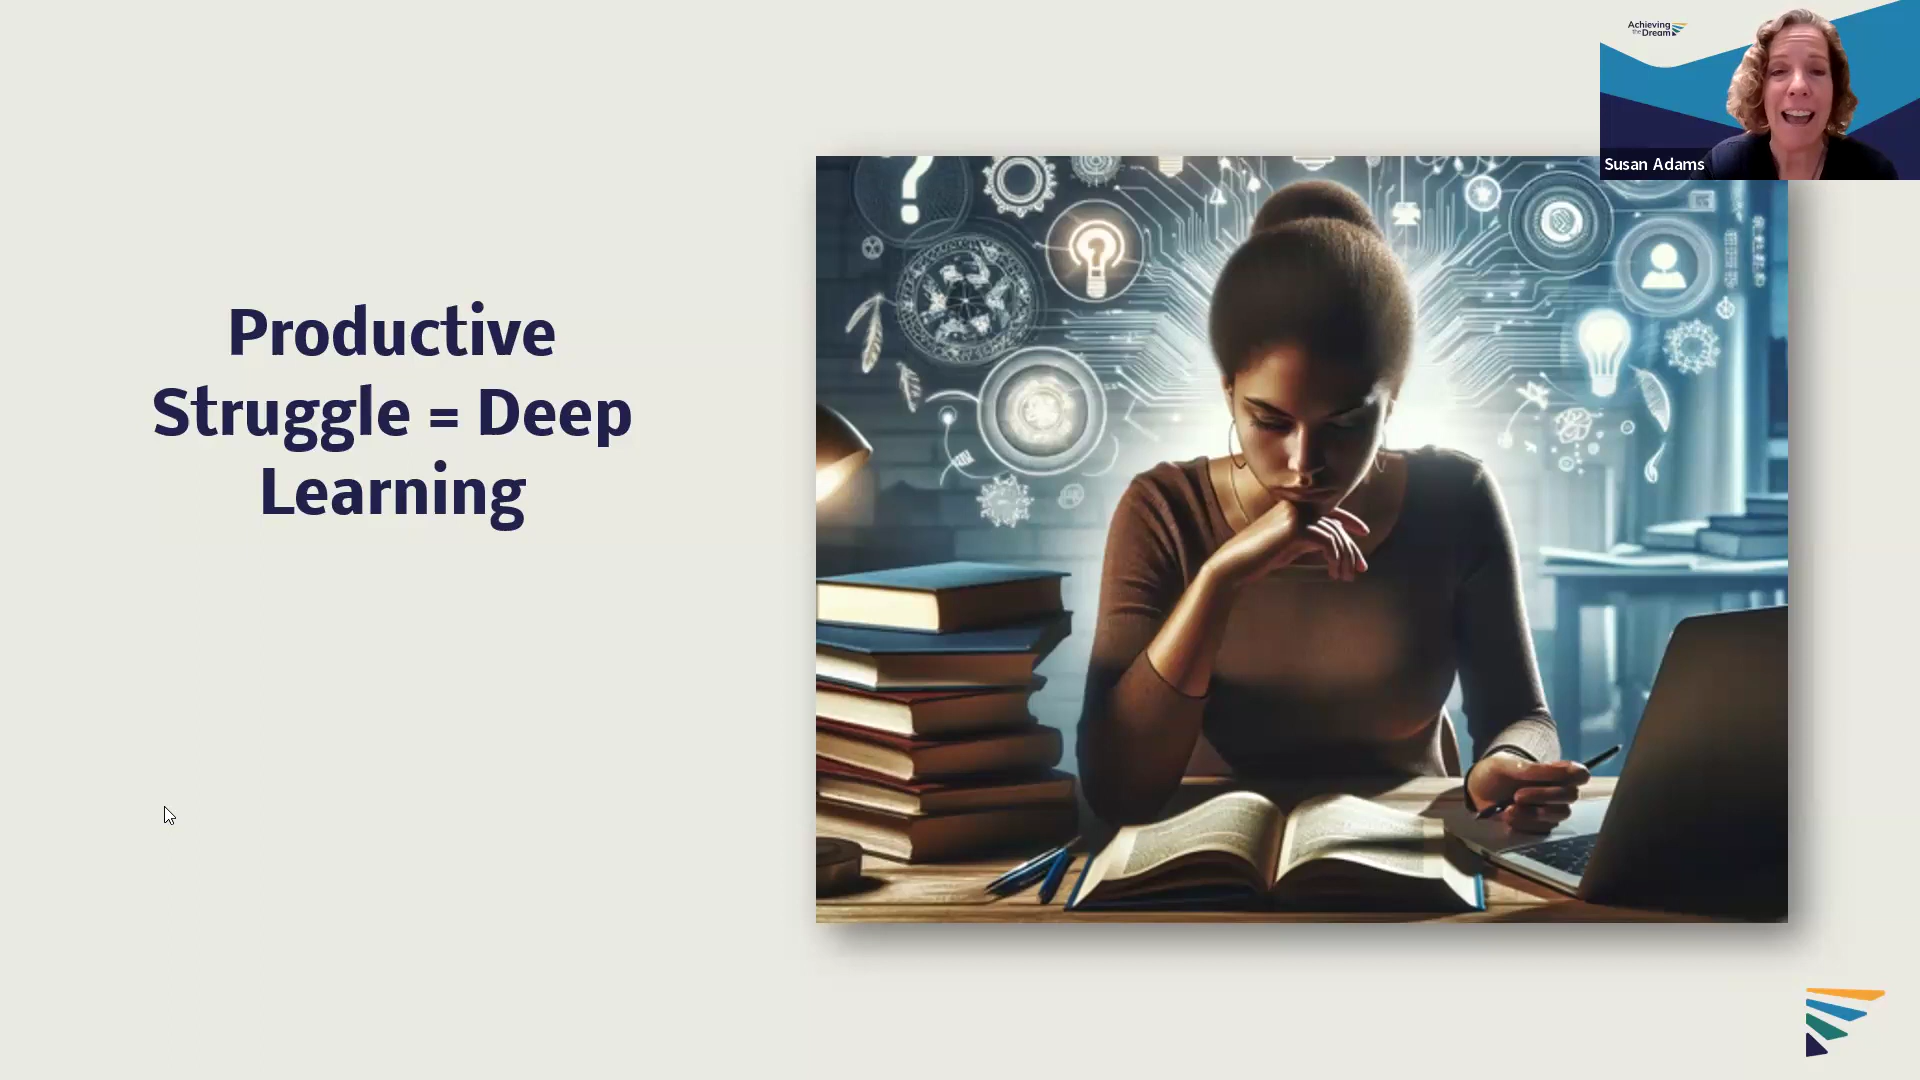 Achieving
the Dream
Susan Adams
Productive
Struggle = Deep
Learning